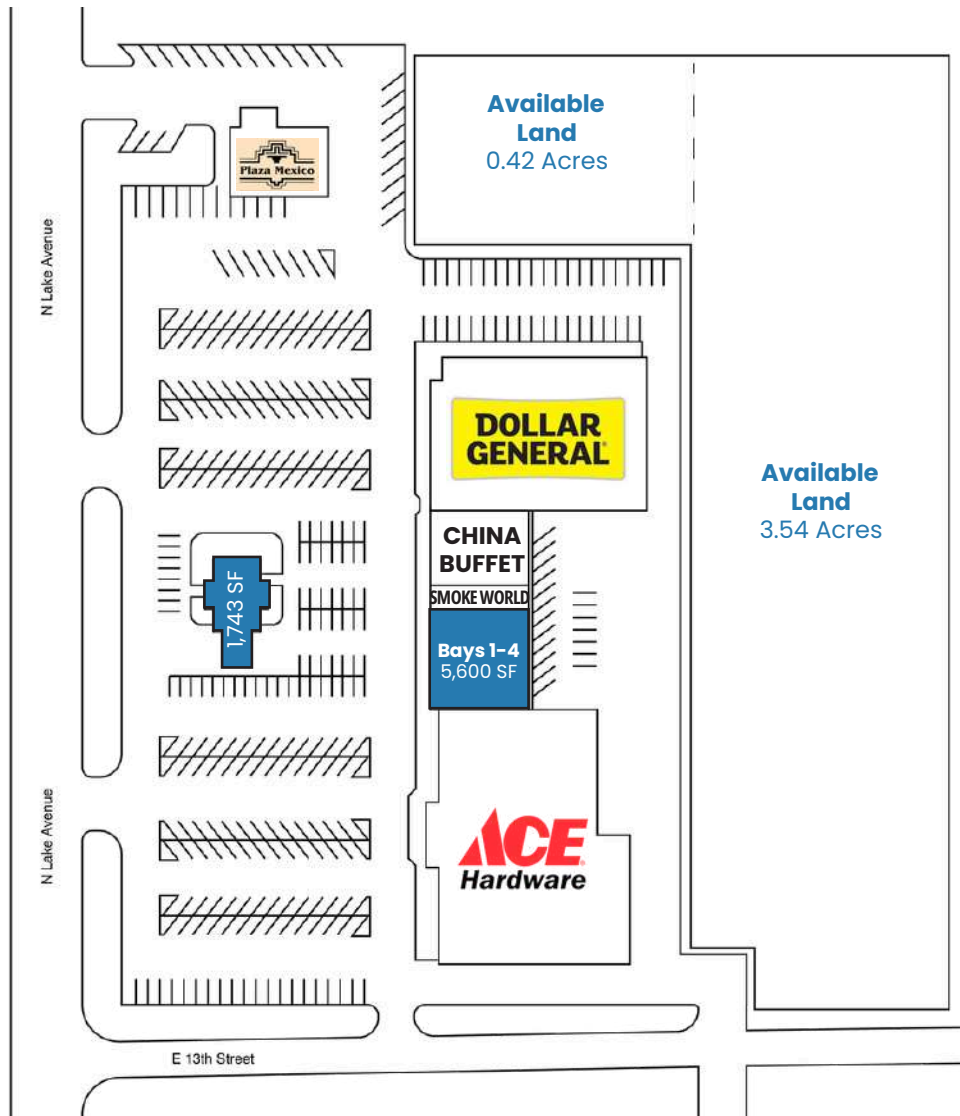 Available
Land
0.42 Acres
Plaza Mexico
N Lake Avenue
DOLLAR
GENERAL®
Available
Land
3.54 Acres
CHINA
BUFFET
SMOKE WORLD
1,743 SF
Bays 1-4
5,600 SF
N Lake Avenue
ACE®
Hardware
E 13th Street